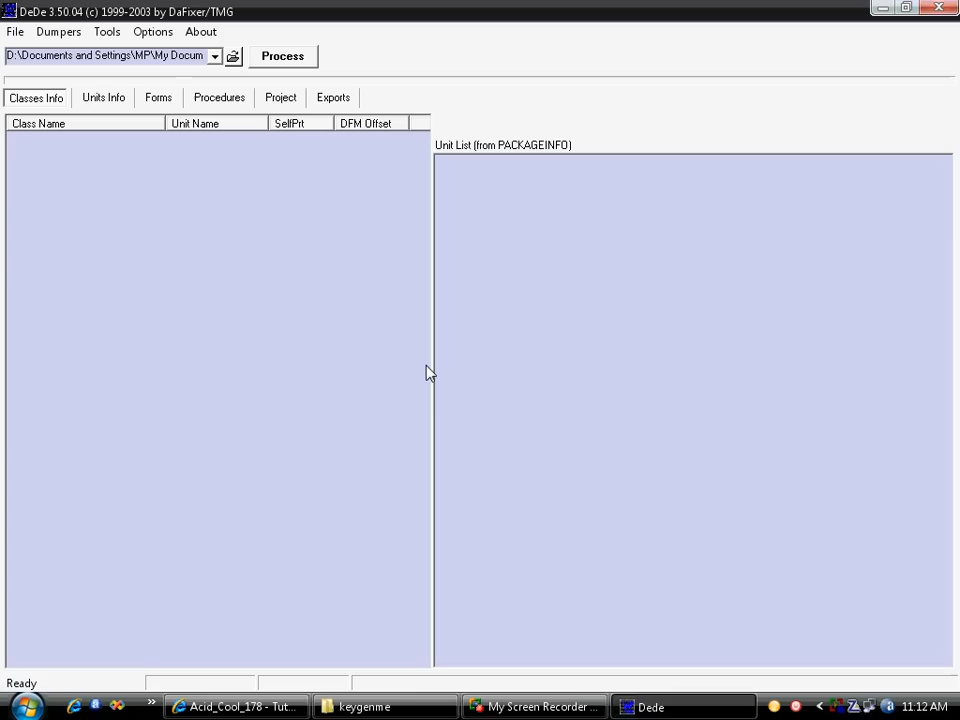 DeDe 3.50.04 (c) 1999-2003 by DaFixer/TMG
File Dumpers Tools Options About
D:\Documents and Settings\MP\My Docum Process
Classes Info Units Info Forms Procedures Project Exports
Class Name Unit Name SelfPrt DFM Offset
Unit List (from PACKAGEINFO)
Ready
Acid_Cool_178 - Tut... keygenme My Screen Recorder ... Dede 11:12 AM